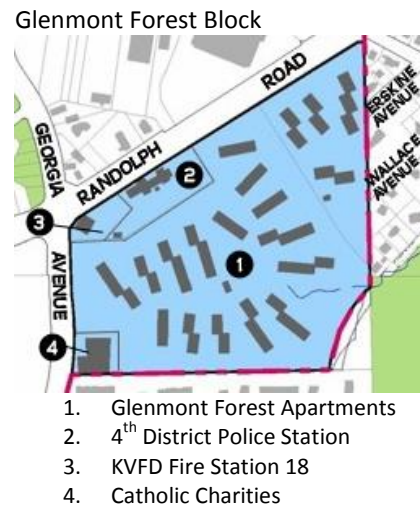 Glenmont Forest Block
ROAD
RANDOLPH
GEORGIA
AVENUE
ERSKINE
AVENUE
WALLACE
AVENUE
2
3
1
4
1. Glenmont Forest Apartments
2. 4th District Police Station
3. KVFD Fire Station 18
4. Catholic Charities